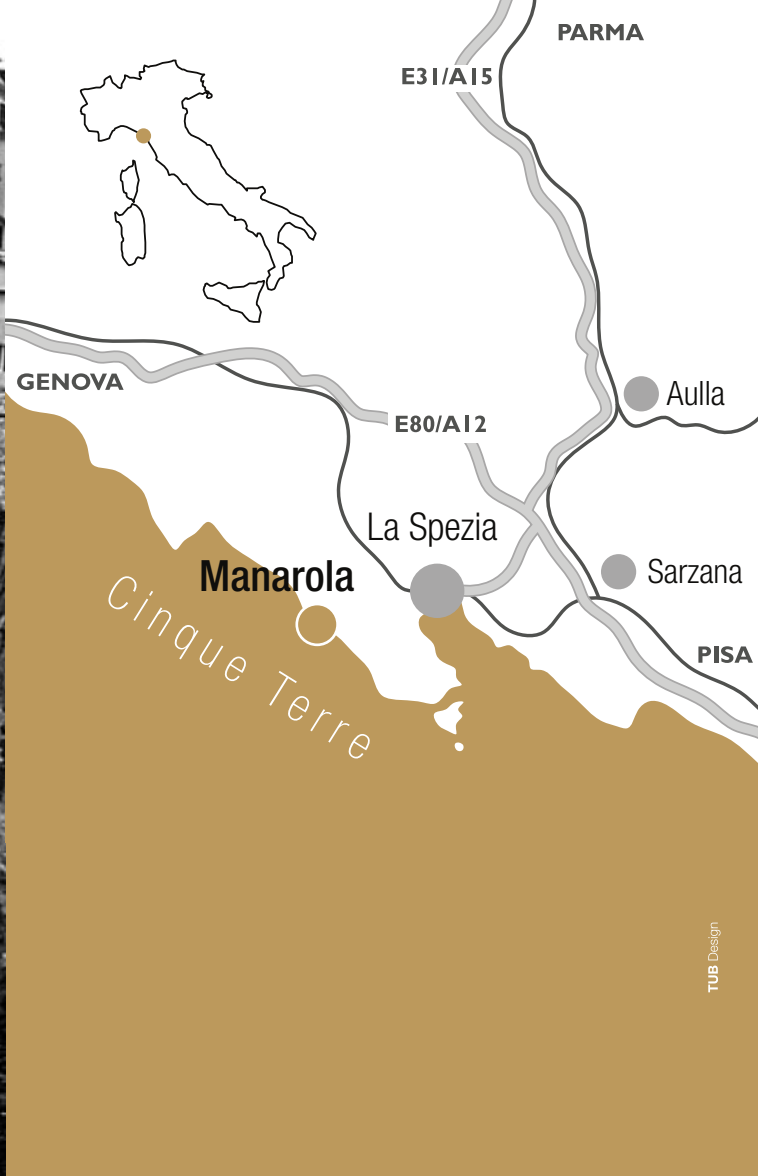 PARMA
E31/A15
GENOVA
Aulla
E80/A12
La Spezia
Manarola
Sarzana
Cinque Terre
PISA
TUB Design